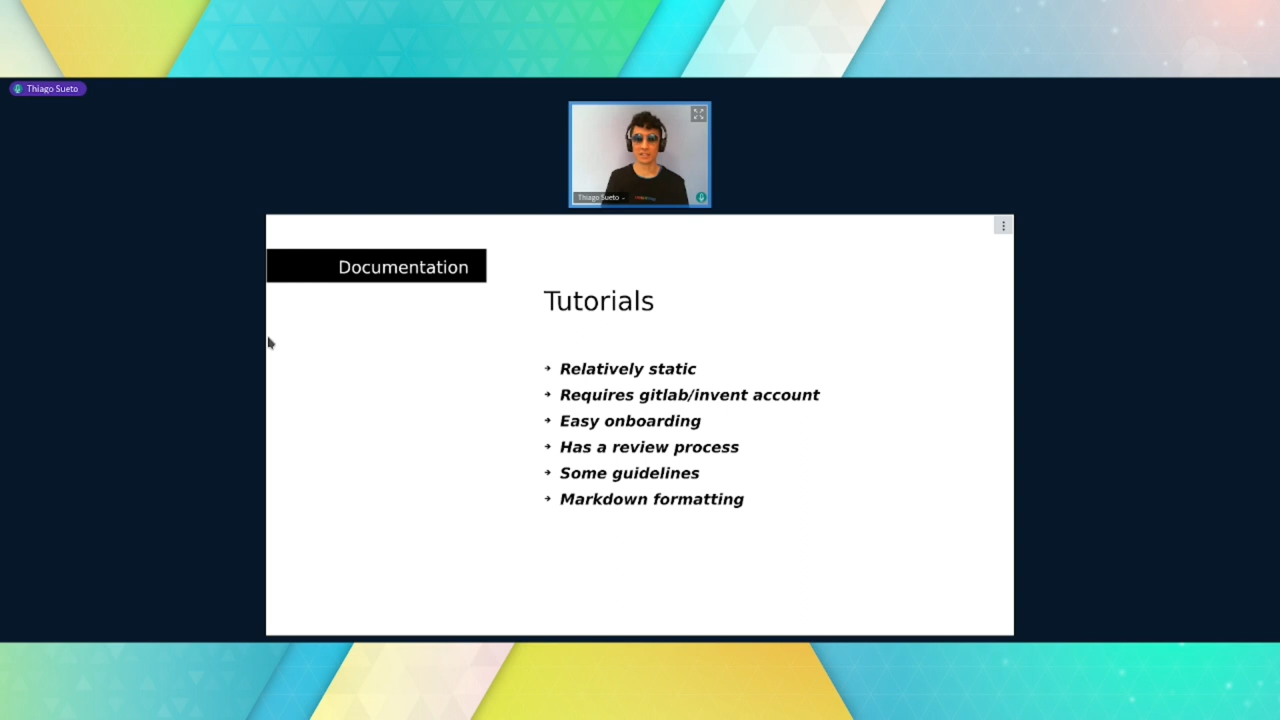 Thiago Sueto
Thiago Sueto
Documentation
Tutorials
Relatively static
Requires gitlab/invent account
Easy onboarding
Has a review process
Some guidelines
Markdown formatting